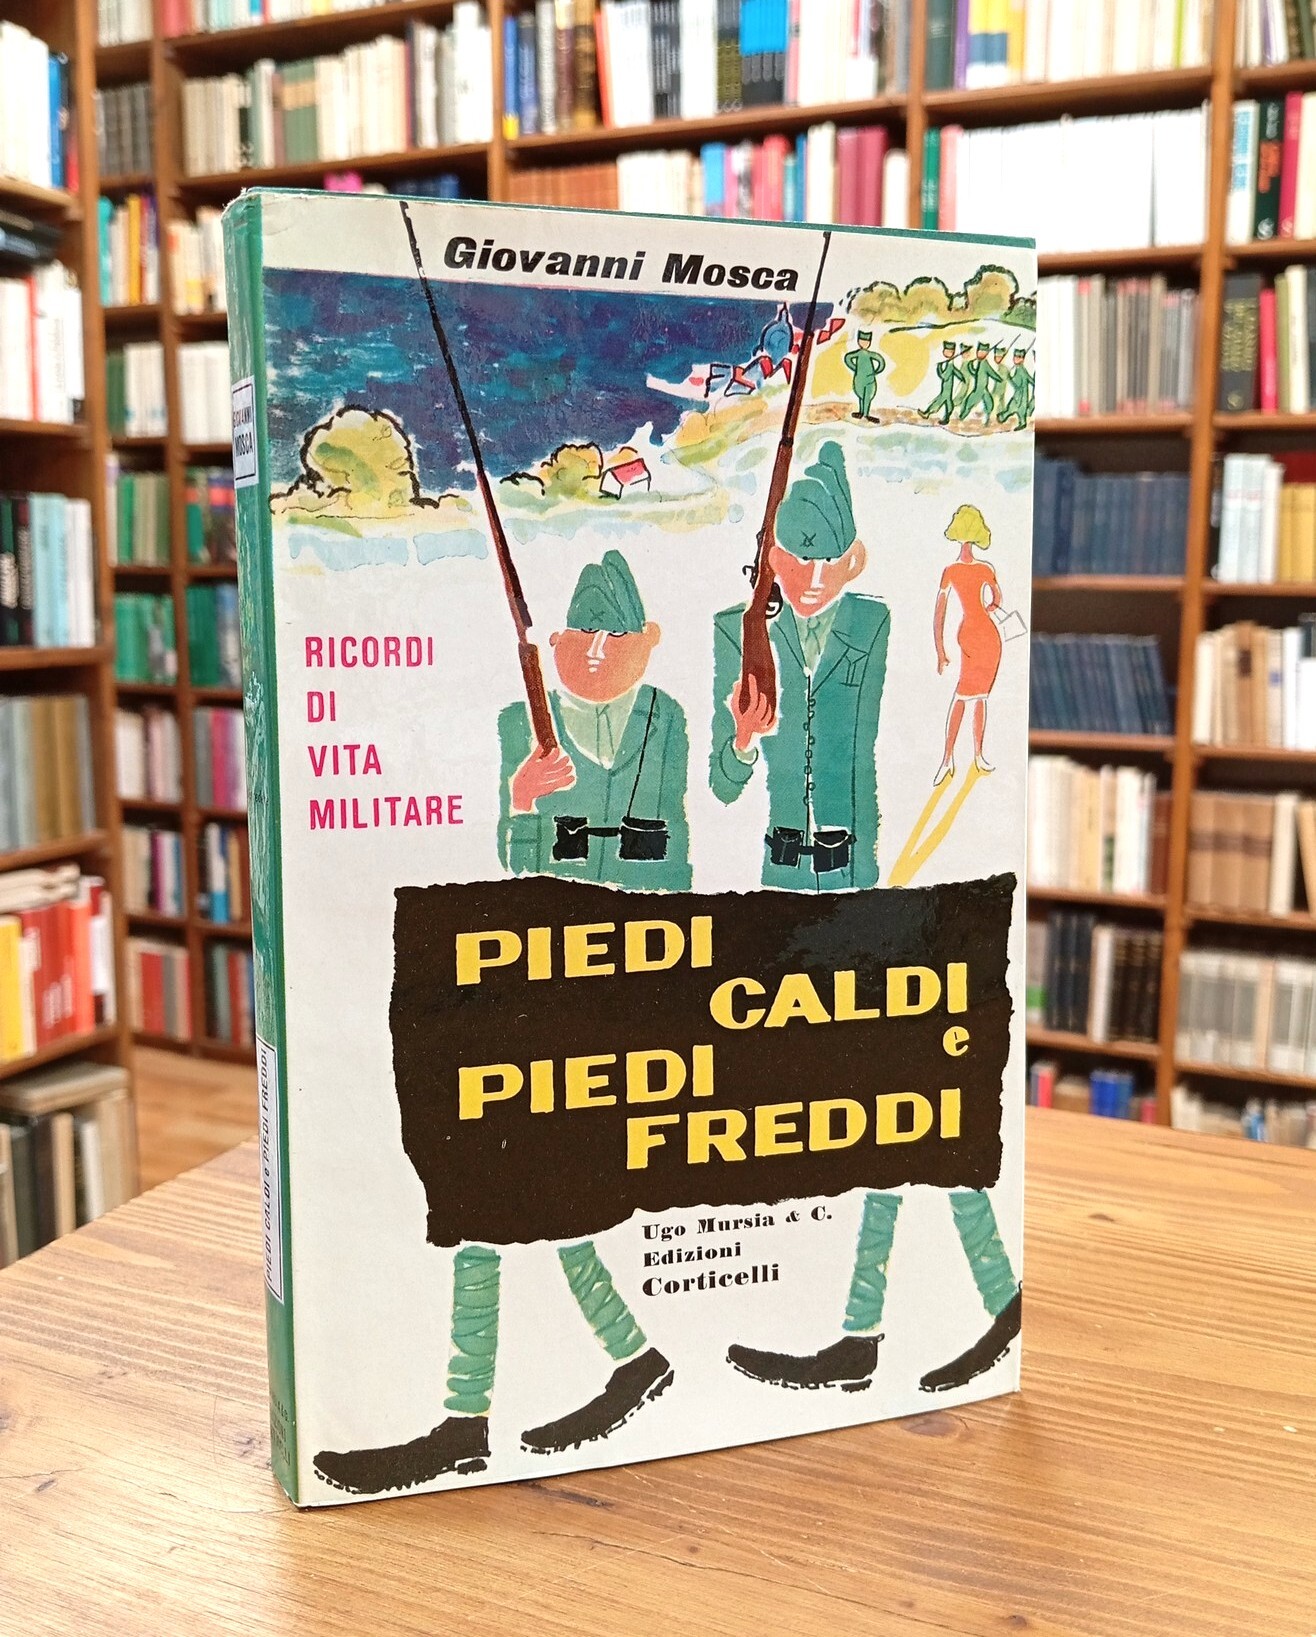 Giovanni Mosca
RICORDI
DI
VITA
MILITARE
PIEDI
CALDI
e
PIEDI
FREDDI
Ugo Mursia & C.
Edizioni
Corticelli
GIOVANNI
MOSCA
PIEDI CALDI e PIEDI FREDDI